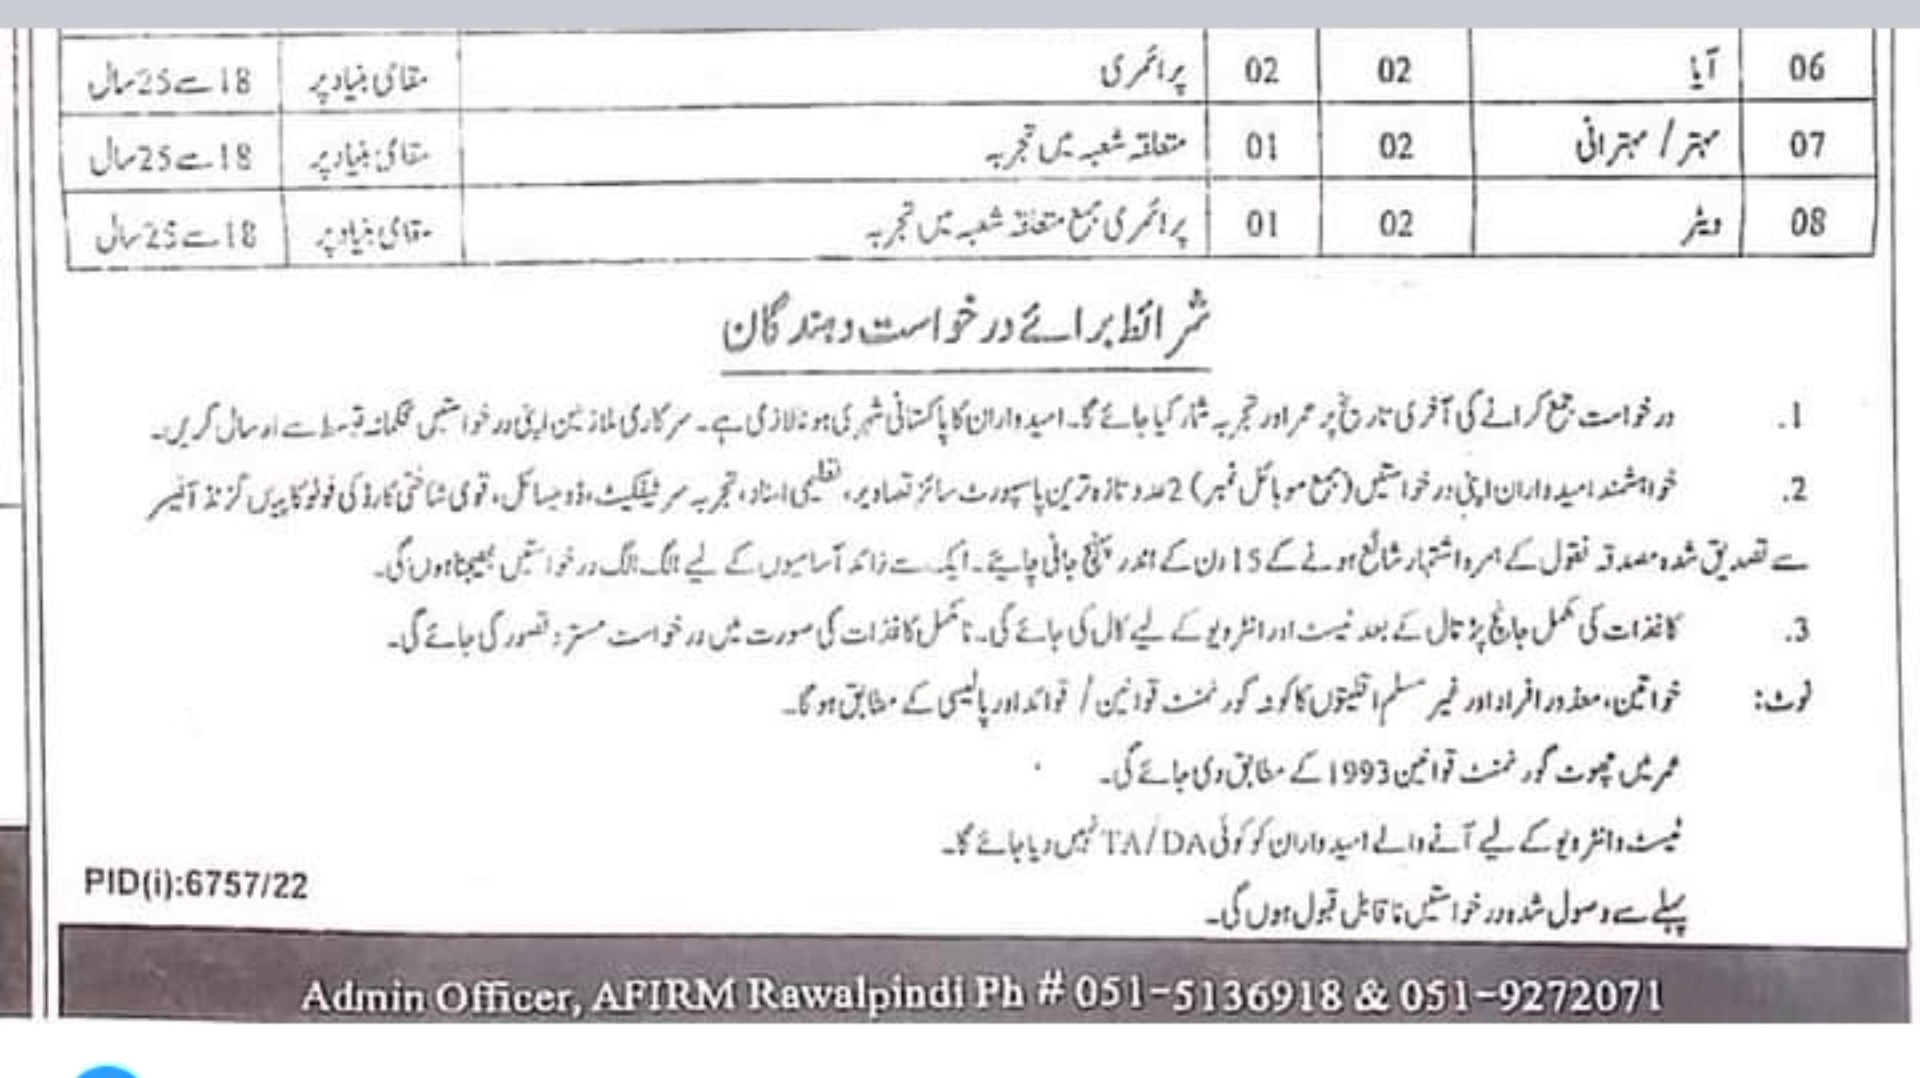 06 آیا 02 02 پرائمری مقامی بنیاد پر 18 سے 25 سال
07 مہتر / مہترانی 02 01 متعلقہ شعبہ میں تجربہ مقامی بنیاد پر 18 سے 25 سال
08 ویٹر 02 01 پرائمری بمع متعلقہ شعبہ میں تجربہ مقامی بنیاد پر 18 سے 25 سال
شرائط برائے درخواست دہندگان
1. درخواست جمع کرانے کی آخری تاریخ پر عمر اور تجربہ شمار کیا جائے گا۔ امیدواران کا پاکستانی شہری ہونا لازمی ہے۔ سرکاری ملازمین اپنی درخواستیں محکمانہ توسط سے ارسال کریں۔
2. خواہشمند امیدواران اپنی درخواستیں (بمع موبائل نمبر) 2 عدد تازہ ترین پاسپورٹ سائز تصاویر، تعلیمی اسناد، تجربہ سرٹیفکیٹ، ڈومیسائل، قومی شناختی کارڈ کی فوٹو کاپیس گزٹڈ آفیسر
سے تصدیق شدہ مصدقہ نقول کے ہمراہ اشتہار شائع ہونے کے 15 دن کے اندر پہنچ جانی چاہیے۔ ایک سے زائد آسامیوں کے لیے الگ الگ درخواستیں بھیجنا ہوں گی۔
3. کاغذات کی مکمل جانچ پڑتال کے بعد ٹیسٹ اور انٹرویو کے لیے کال کی جائے گی۔ نامکمل کاغذات کی صورت میں درخواست مسترد تصور کی جائے گی۔
نوٹ: خواتین، معذور افراد اور غیر مسلم اقلیتوں کا کوٹہ گورنمنٹ قوانین / قوائد اور پالیسی کے مطابق ہو گا۔
عمر میں چھوٹ گورنمنٹ قوانین 1993 کے مطابق دی جائے گی۔
ٹیسٹ و انٹرویو کے لیے آنے والے امیدواران کو کوئی TA/DA نہیں دیا جائے گا۔
پہلے سے وصول شدہ درخواستیں ناقابل قبول ہوں گی۔
PID(i):6757/22
Admin Officer, AFIRM Rawalpindi Ph # 051-5136918 & 051-9272071